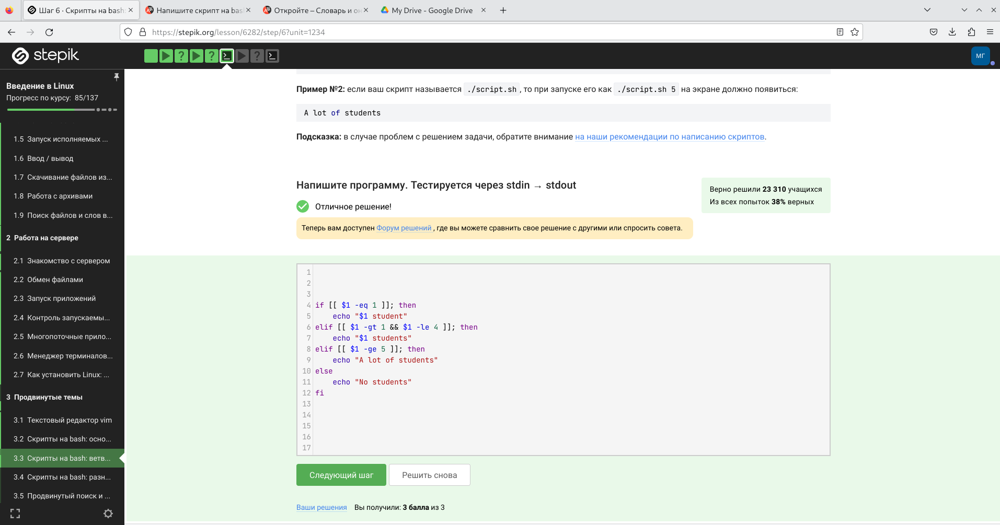 Шаг 6 · Скрипты на bash:
Напишите скрипт на bas
Откройте – Словарь и он
My Drive - Google Drive
https://stepik.org/lesson/6282/step/6?unit=1234
stepik
МГ
Введение в Linux
Прогресс по курсу: 85/137
1.5 Запуск исполняемых ...
1.6 Ввод / вывод
1.7 Скачивание файлов из...
1.8 Работа с архивами
1.9 Поиск файлов и слов в...
2 Работа на сервере
2.1 Знакомство с сервером
2.2 Обмен файлами
2.3 Запуск приложений
2.4 Контроль запускаемы...
2.5 Многопоточные прило...
2.6 Менеджер терминалов...
2.7 Как установить Linux: ...
3 Продвинутые темы
3.1 Текстовый редактор vim
3.2 Скрипты на bash: осно...
3.3 Скрипты на bash: ветв...
3.4 Скрипты на bash: разн...
3.5 Продвинутый поиск и ...
Пример №2: если ваш скрипт называется ./script.sh, то при запуске его как ./script.sh 5 на экране должно появиться:
A lot of students
Подсказка: в случае проблем с решением задачи, обратите внимание на наши рекомендации по написанию скриптов.
Напишите программу. Тестируется через stdin → stdout
Верно решили 23 310 учащихся
Из всех попыток 38% верных
Отличное решение!
Теперь вам доступен Форум решений, где вы можете сравнить свое решение с другими или спросить совета.
1
2
3
4 if [[ $1 -eq 1 ]]; then
5 echo "$1 student"
6 elif [[ $1 -gt 1 && $1 -le 4 ]]; then
7 echo "$1 students"
8 elif [[ $1 -ge 5 ]]; then
9 echo "A lot of students"
10 else
11 echo "No students"
12 fi
13
14
15
16
17
Следующий шаг
Решить снова
Ваши решения Вы получили: 3 балла из 3